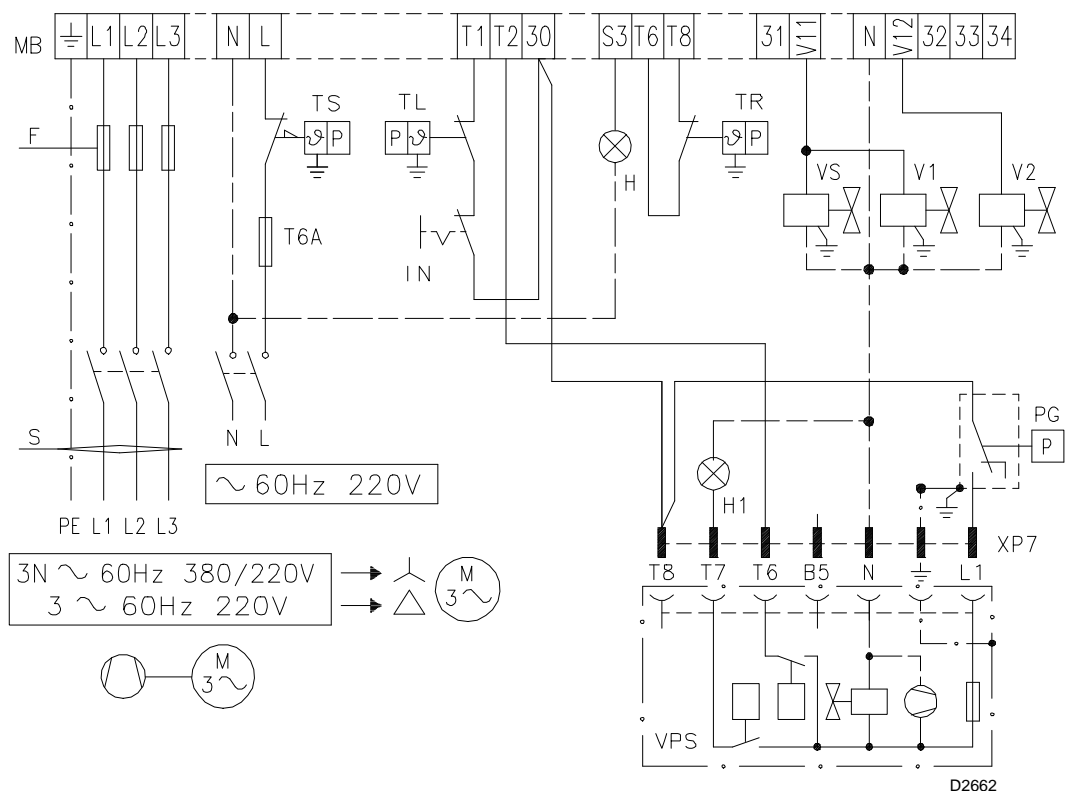 MB L1 L2 L3 N L T1 T2 30 S3 T6 T8 31 V11 N V12 32 33 34
TS TL TR
F ϑ P P ϑ ϑ P
H VS V1 V2
T6A
IN
S
N L
PG
P
~ 60Hz 220V
H1
PE L1 L2 L3
XP7
T8 T7 T6 B5 N L1
3N ~ 60Hz 380/220V
3 ~ 60Hz 220V
M
3~
M
3~
VPS
D2662